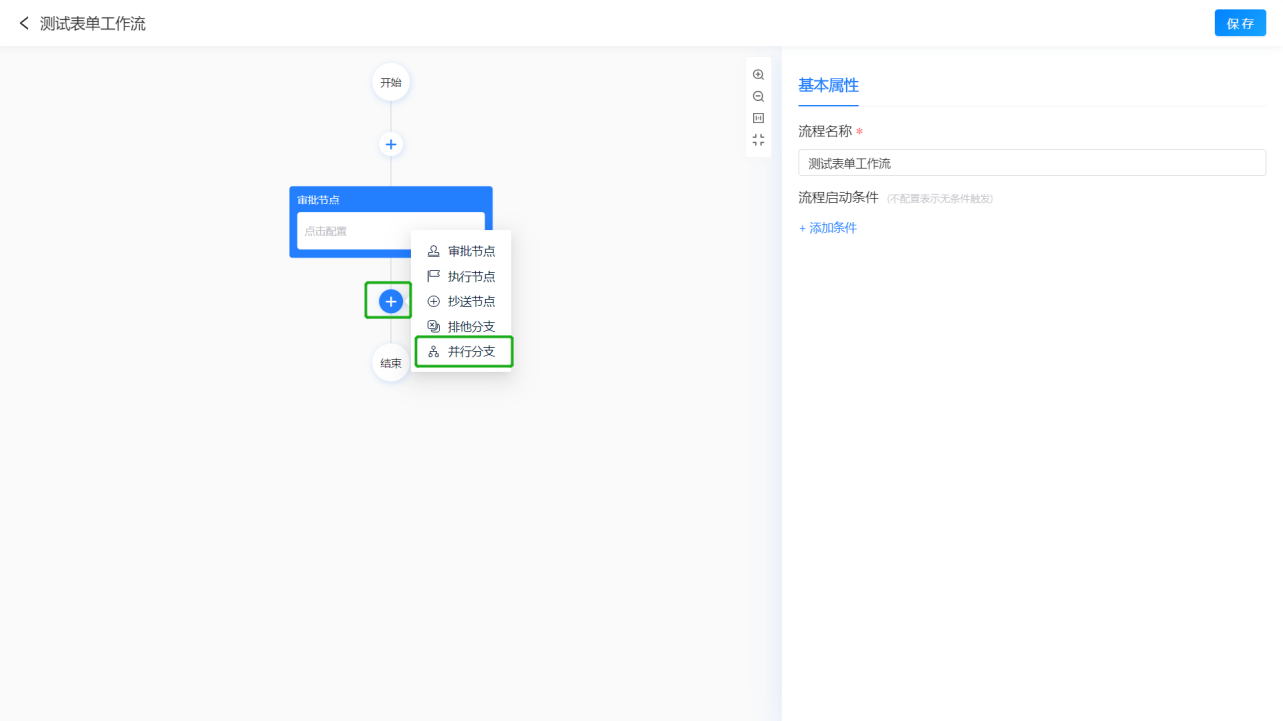 测试表单工作流
保存
开始
审批节点
点击配置
审批节点
执行节点
抄送节点
排他分支
并行分支
结束
基本属性
流程名称 *
测试表单工作流
流程启动条件 (不配置表示无条件触发)
+ 添加条件